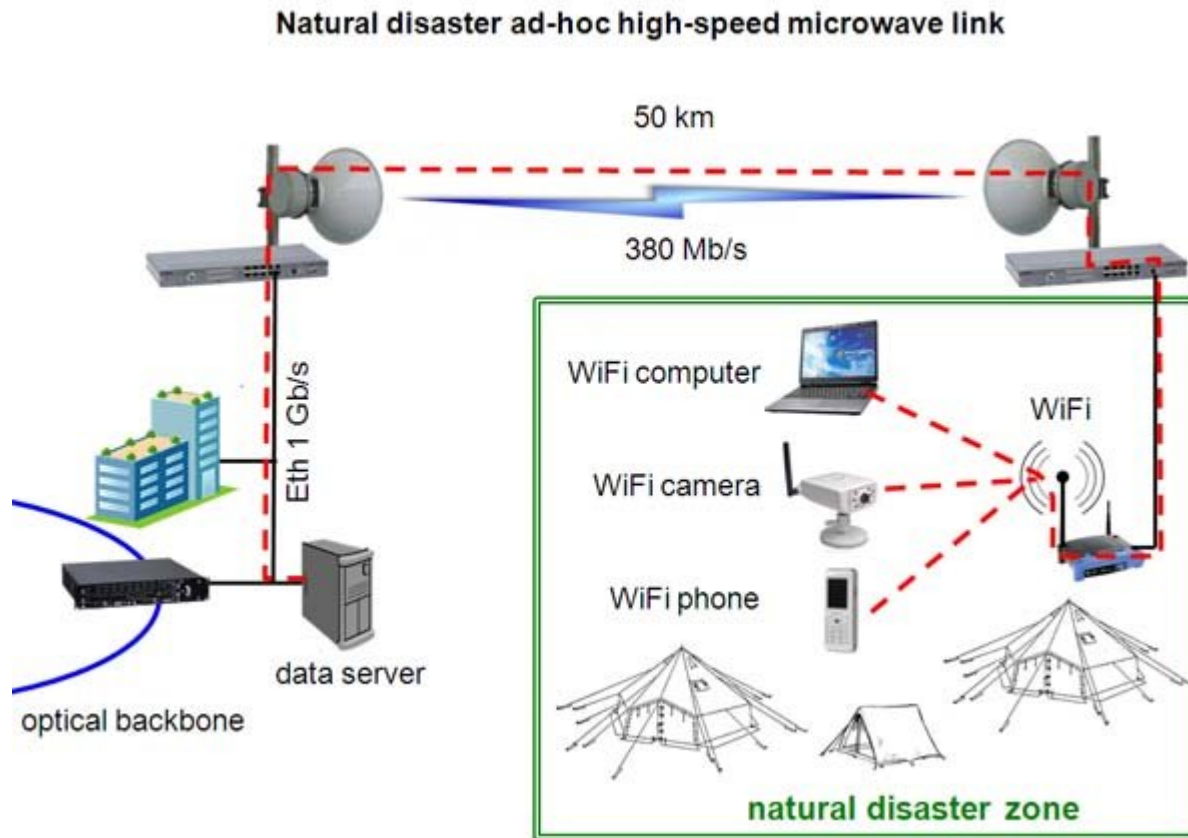 Natural disaster ad-hoc high-speed microwave link
50 km
380 Mb/s
Eth 1 Gb/s
WiFi computer
WiFi
WiFi camera
WiFi phone
data server
optical backbone
natural disaster zone